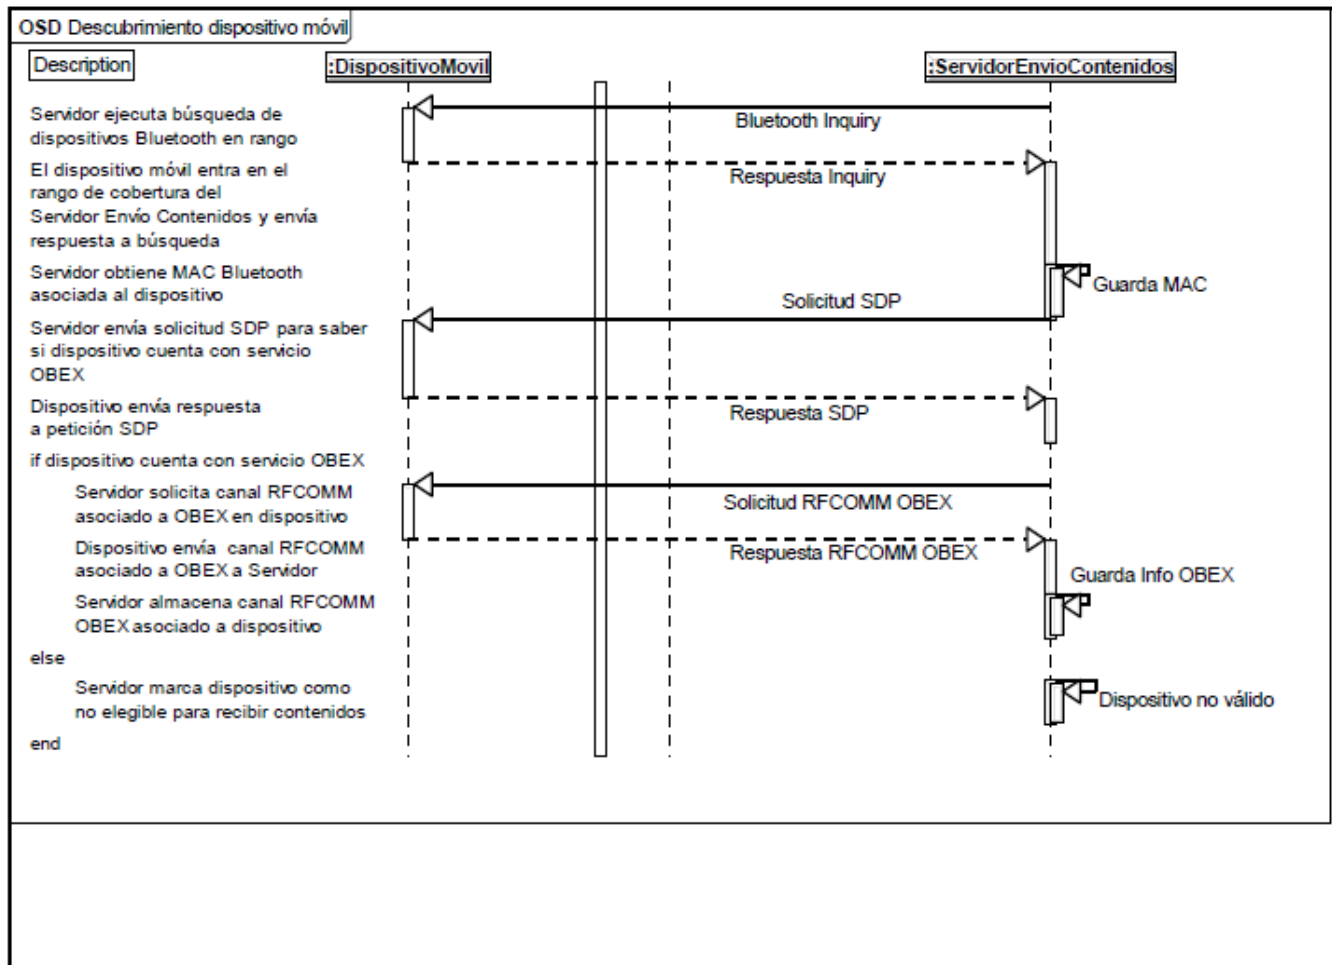 OSD Descubrimiento dispositivo móvil
Description
:DispositivoMovil
:ServidorEnvioContenidos
Servidor ejecuta búsqueda de
dispositivos Bluetooth en rango
Bluetooth Inquiry
El dispositivo móvil entra en el
rango de cobertura del
Servidor Envío Contenidos y envía
respuesta a búsqueda
Respuesta Inquiry
Servidor obtiene MAC Bluetooth
asociada al dispositivo
Guarda MAC
Solicitud SDP
Servidor envía solicitud SDP para saber
si dispositivo cuenta con servicio
OBEX
Dispositivo envía respuesta
a petición SDP
Respuesta SDP
if dispositivo cuenta con servicio OBEX
Servidor solicita canal RFCOMM
asociado a OBEX en dispositivo
Solicitud RFCOMM OBEX
Dispositivo envía canal RFCOMM
asociado a OBEX a Servidor
Respuesta RFCOMM OBEX
Guarda Info OBEX
Servidor almacena canal RFCOMM
OBEX asociado a dispositivo
else
Servidor marca dispositivo como
no elegible para recibir contenidos
Dispositivo no válido
end